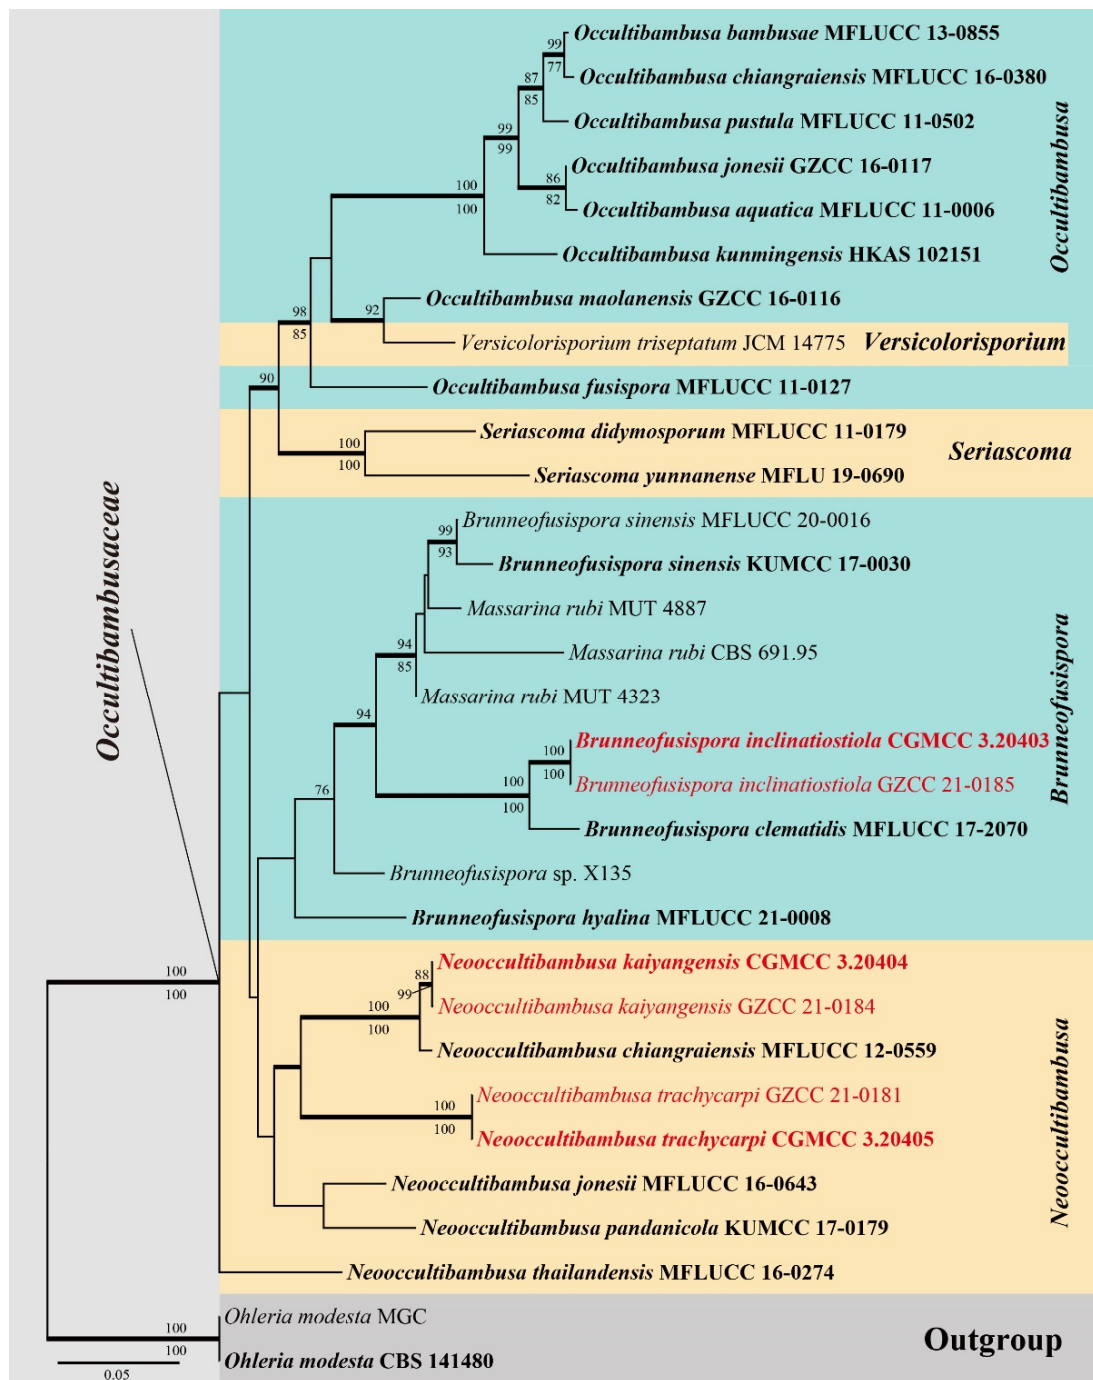 Occultibambusa bambusae MFLUCC 13-0855
99
77
Occultibambusa chiangraiensis MFLUCC 16-0380
87
85
Occultibambusa pustula MFLUCC 11-0502
99
99
Occultibambusa jonesii GZCC 16-0117
86
82
Occultibambusa aquatica MFLUCC 11-0006
100
100
Occultibambusa kunmingensis HKAS 102151
Occultibambusa
Occultibambusa maolanensis GZCC 16-0116
92
98
85
Versicolorisporium triseptatum JCM 14775
Versicolorisporium
Occultibambusa fusispora MFLUCC 11-0127
90
Seriascoma didymosporum MFLUCC 11-0179
100
100
Seriascoma yunnanense MFLU 19-0690
Seriascoma
Occultibambusaceae
Brunneofusispora sinensis MFLUCC 20-0016
99
93
Brunneofusispora sinensis KUMCC 17-0030
Massarina rubi MUT 4887
94
85
Massarina rubi CBS 691.95
Massarina rubi MUT 4323
94
Brunneofusispora inclinatiostiola CGMCC 3.20403
100
100
Brunneofusispora inclinatiostiola GZCC 21-0185
100
100
76
Brunneofusispora clematidis MFLUCC 17-2070
Brunneofusispora sp. X135
Brunneofusispora hyalina MFLUCC 21-0008
Brunneofusispora
100
100
Neooccultibambusa kaiyangensis CGMCC 3.20404
88
99
Neooccultibambusa kaiyangensis GZCC 21-0184
100
100
Neooccultibambusa chiangraiensis MFLUCC 12-0559
Neooccultibambusa trachycarpi GZCC 21-0181
100
100
Neooccultibambusa trachycarpi CGMCC 3.20405
Neooccultibambusa jonesii MFLUCC 16-0643
Neooccultibambusa pandanicola KUMCC 17-0179
Neooccultibambusa thailandensis MFLUCC 16-0274
Neooccultibambusa
Ohleria modesta MGC
100
100
Ohleria modesta CBS 141480
Outgroup
0.05